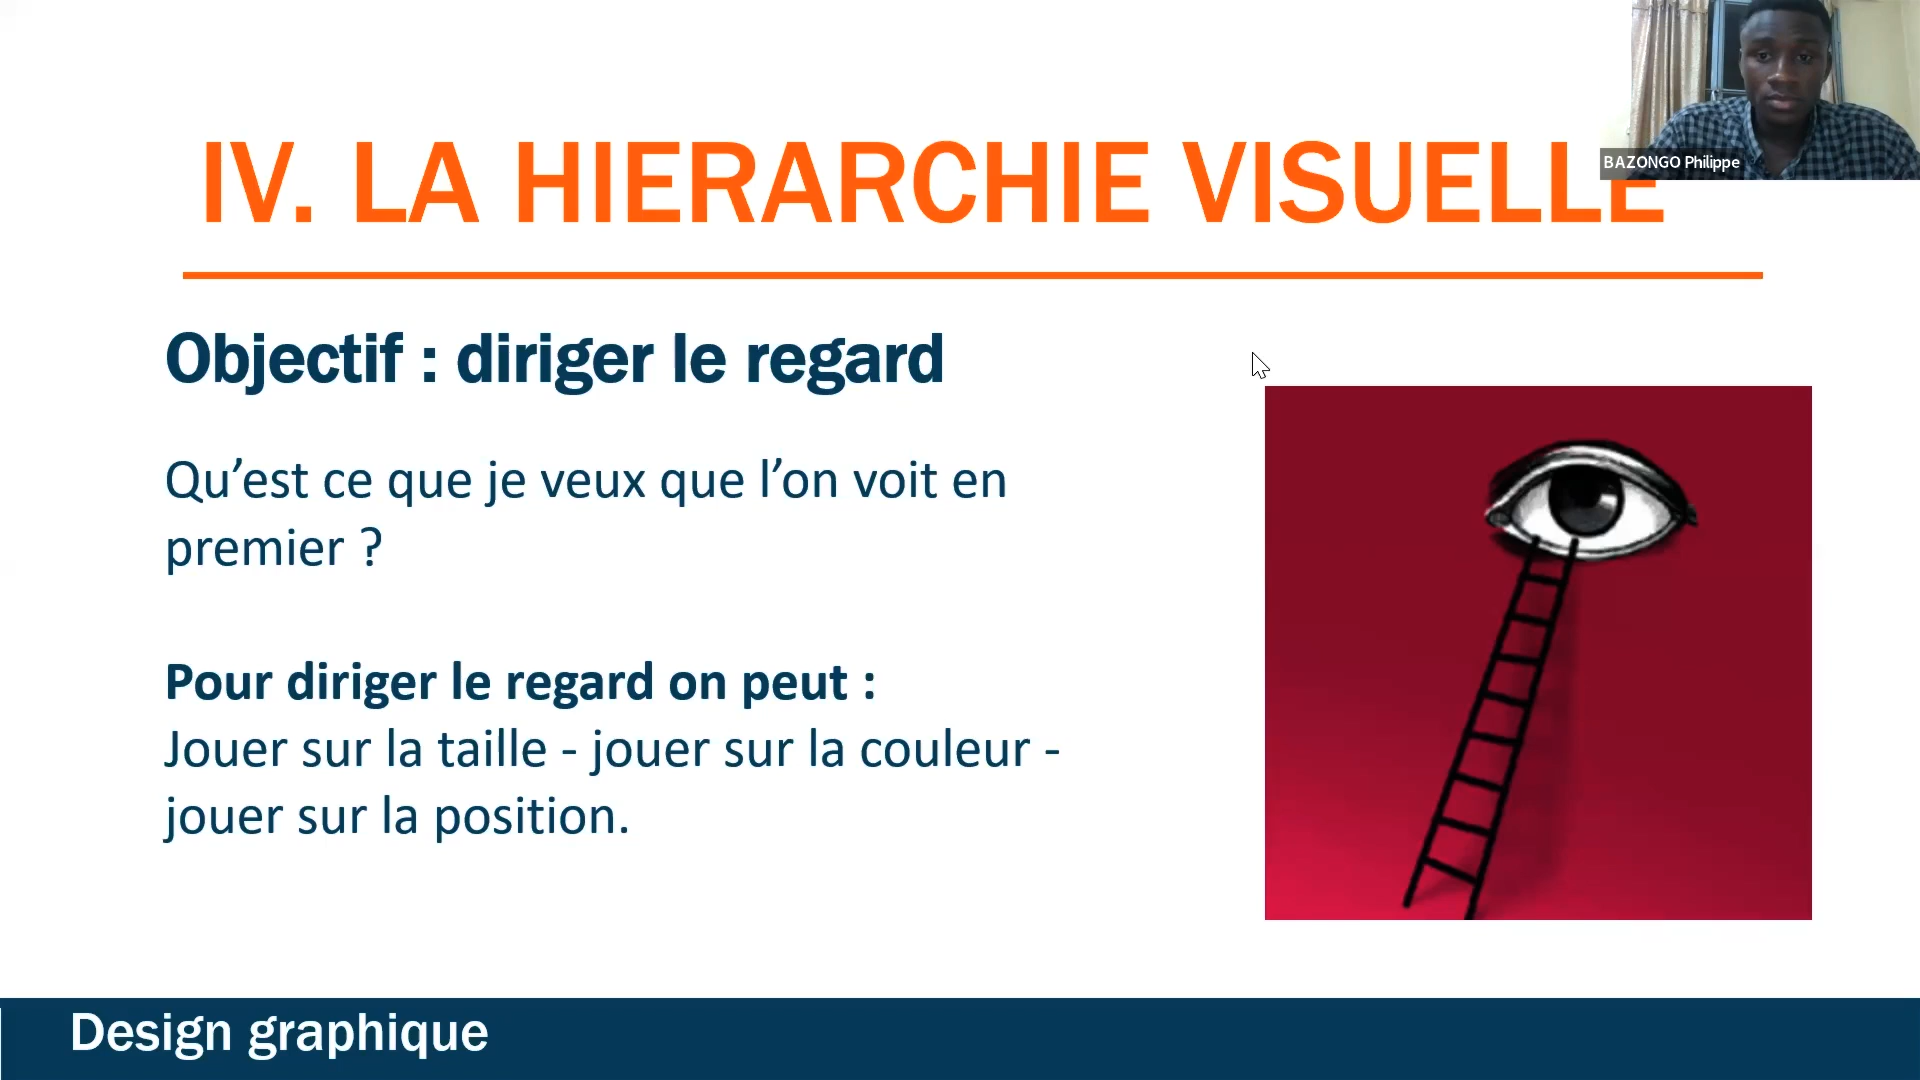 BAZONGO Philippe
IV. LA HIERARCHIE VISUELLE
Objectif : diriger le regard
Qu’est ce que je veux que l’on voit en
premier ?
Pour diriger le regard on peut :
Jouer sur la taille - jouer sur la couleur -
jouer sur la position.
Design graphique